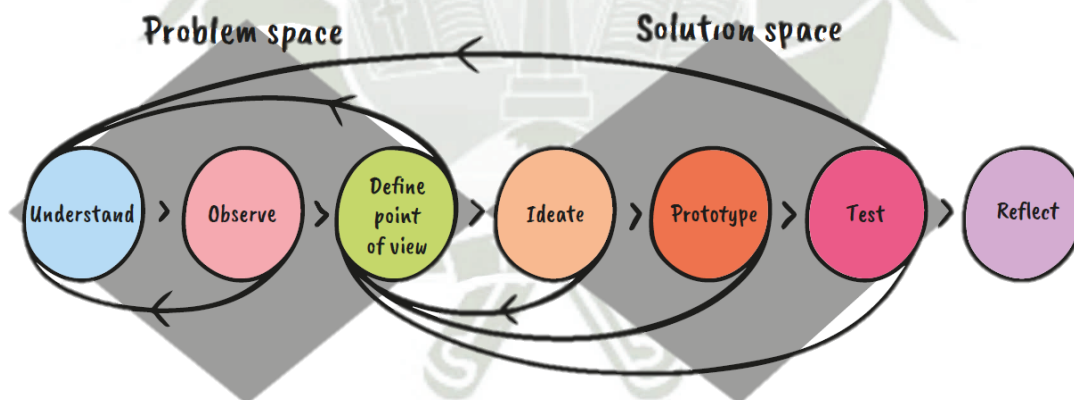 Problem space
Solution space
Understand
Observe
Define
point
of view
Ideate
Prototype
Test
Reflect